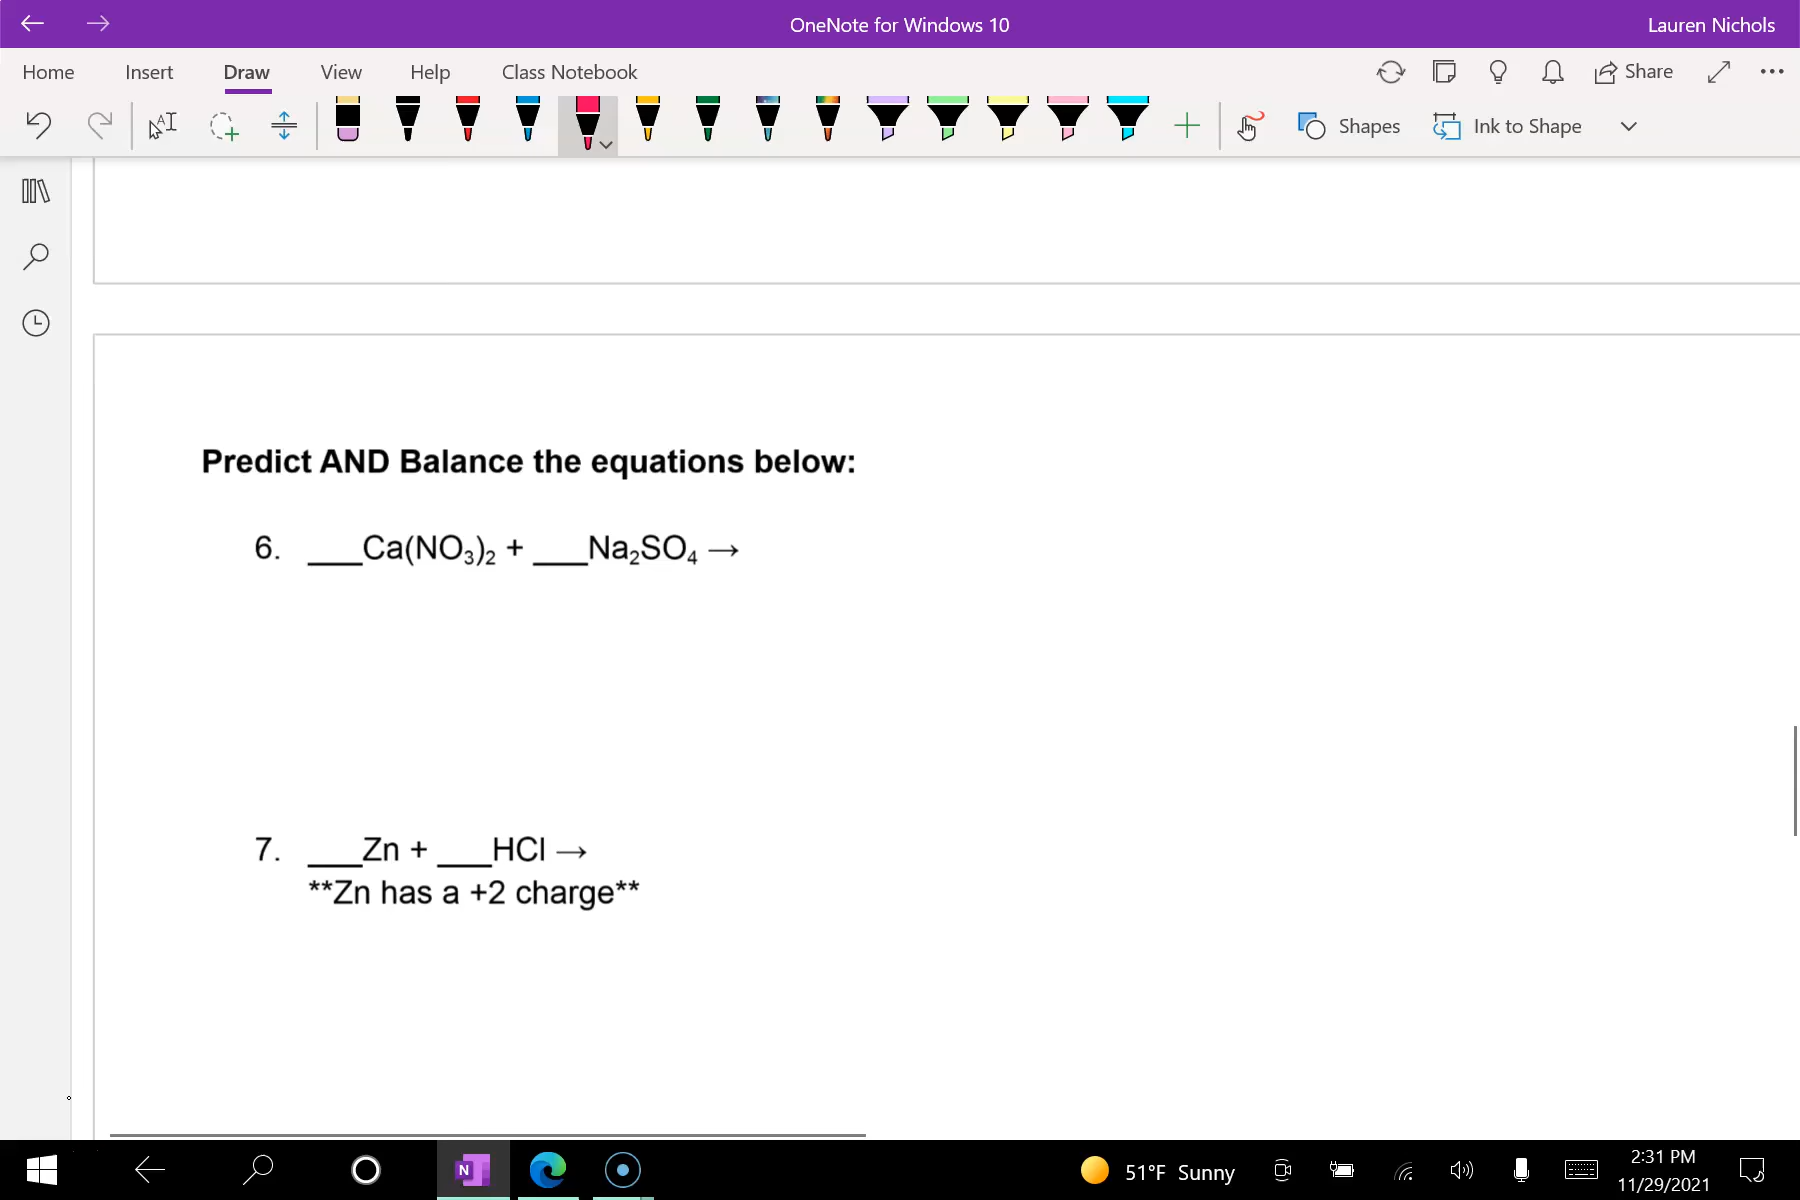 OneNote for Windows 10
Lauren Nichols
Home Insert Draw View Help Class Notebook Share
Shapes Ink to Shape
Predict AND Balance the equations below:
6. ___Ca(NO₃)₂ + ___Na₂SO₄ →
7. ___Zn + ___HCl →
**Zn has a +2 charge**
N
51°F Sunny
2:31 PM
11/29/2021